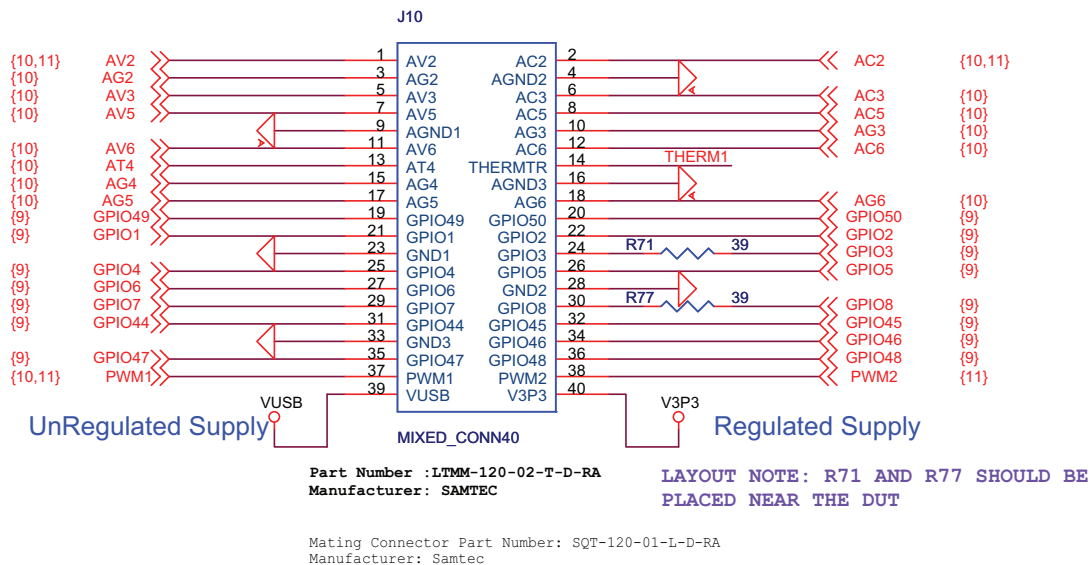 J10
{10,11} AV2 1 AV2 AC2 2 AC2 {10,11}
{10} AG2 3 AG2 AGND2 4
{10} AV3 5 AV3 AC3 6 AC3 {10}
{10} AV5 7 AV5 AC5 8 AC5 {10}
9 AGND1 AG3 10 AG3 {10}
{10} AV6 11 AV6 AC6 12 AC6 {10}
{10} AT4 13 AT4 THERMTR 14 THERM1
{10} AG4 15 AG4 AGND3 16
{10} AG5 17 AG5 AG6 18 AG6 {10}
{9} GPIO49 19 GPIO49 GPIO50 20 GPIO50 {9}
{9} GPIO1 21 GPIO1 GPIO2 22 GPIO2 {9}
23 GND1 GPIO3 24 R71 39 GPIO3 {9}
{9} GPIO4 25 GPIO4 GPIO5 26 GPIO5 {9}
{9} GPIO6 27 GPIO6 GND2 28
{9} GPIO7 29 GPIO7 GPIO8 30 R77 39 GPIO8 {9}
{9} GPIO44 31 GPIO44 GPIO45 32 GPIO45 {9}
33 GND3 GPIO46 34 GPIO46 {9}
{9} GPIO47 35 GPIO47 GPIO48 36 GPIO48 {9}
{10,11} PWM1 37 PWM1 PWM2 38 PWM2 {11}
39 VUSB V3P3 40
VUSB V3P3
UnRegulated Supply Regulated Supply
MIXED_CONN40
Part Number :LTMM-120-02-T-D-RA
Manufacturer: SAMTEC
LAYOUT NOTE: R71 AND R77 SHOULD BE
PLACED NEAR THE DUT
Mating Connector Part Number: SQT-120-01-L-D-RA
Manufacturer: Samtec